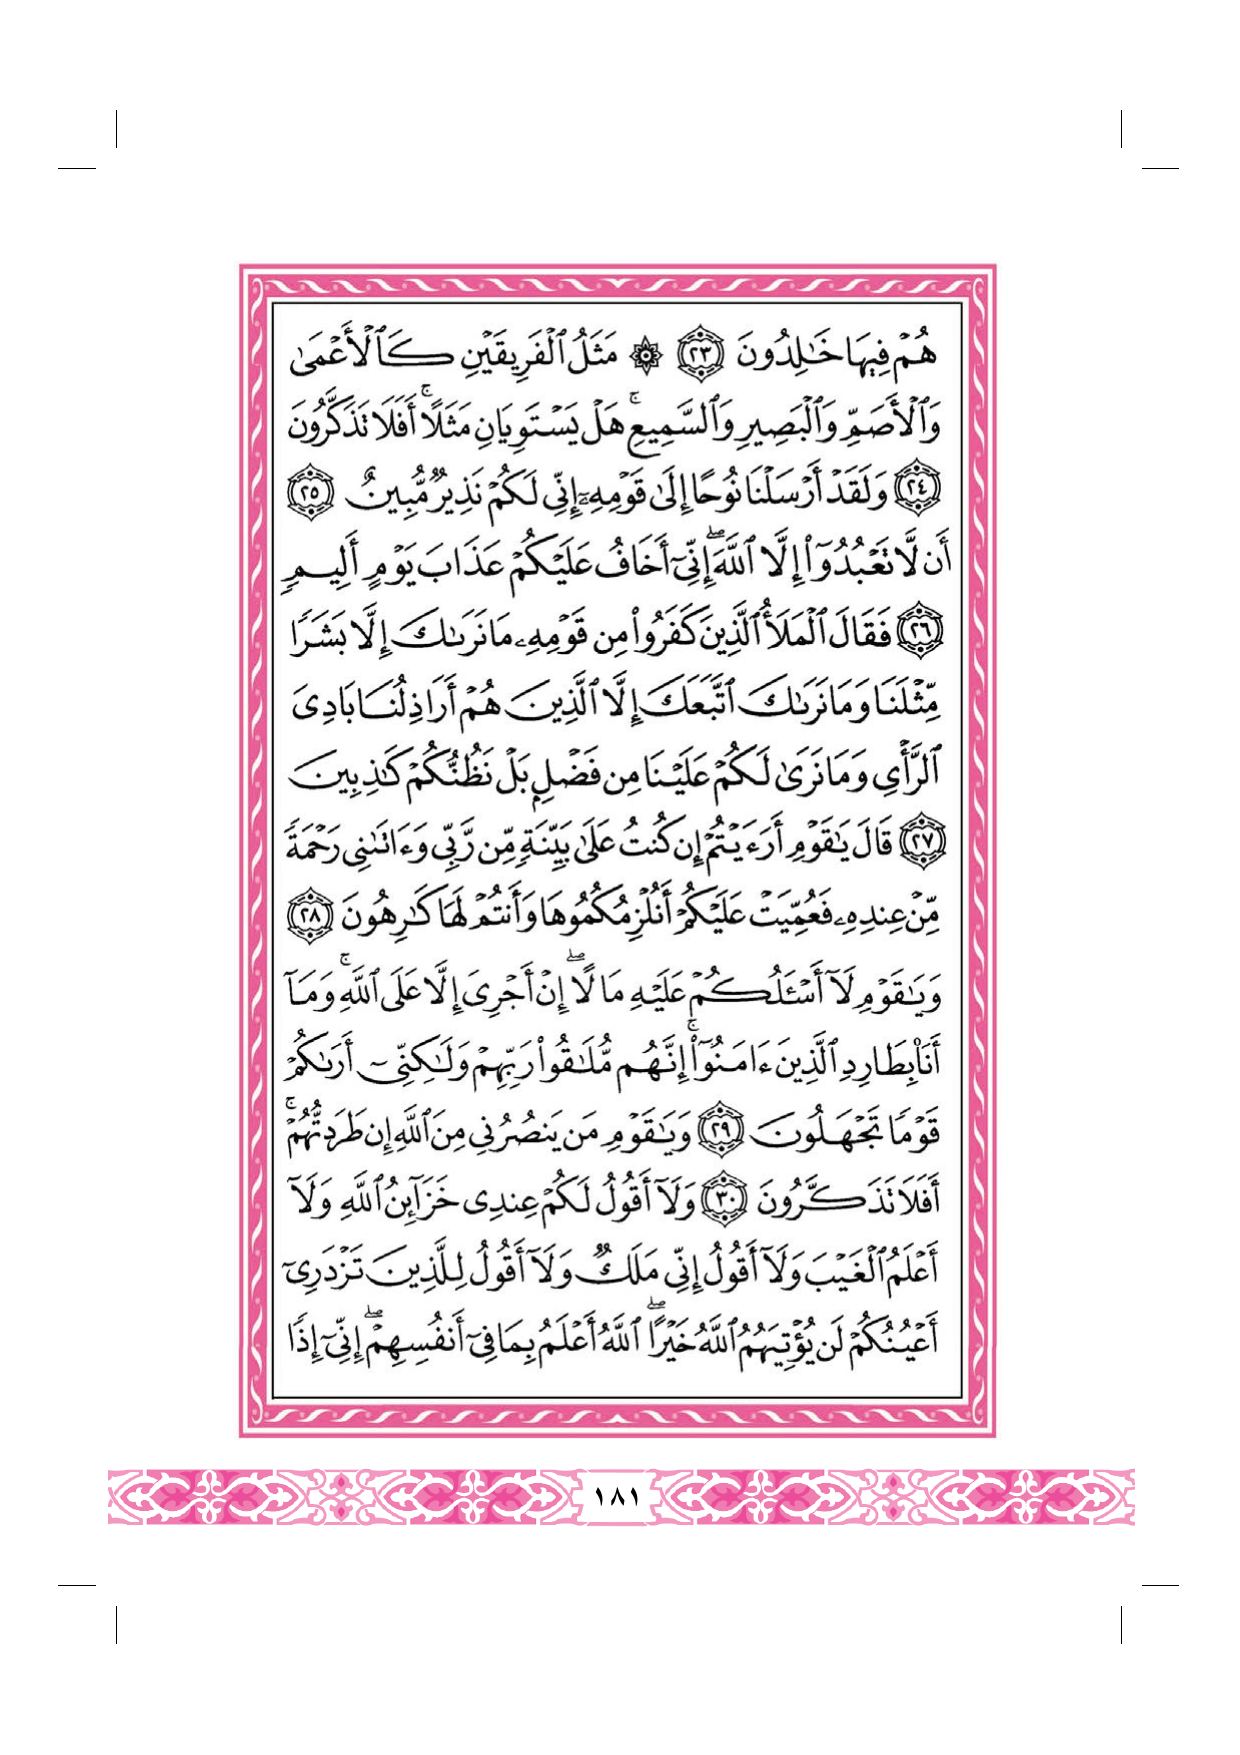 هُمۡ فِيهَا خَٰلِدُونَ ٢٣ ۞ مَثَلُ ٱلۡفَرِيقَيۡنِ كَٱلۡأَعۡمَىٰ
وَٱلۡأَصَمِّ وَٱلۡبَصِيرِ وَٱلسَّمِيعِۚ هَلۡ يَسۡتَوِيَانِ مَثَلًاۚ أَفَلَا تَذَكَّرُونَ
٢٤ وَلَقَدۡ أَرۡسَلۡنَا نُوحًا إِلَىٰ قَوۡمِهِۦٓ إِنِّي لَكُمۡ نَذِيرٞ مُّبِينٌ ٢٥
أَن لَّا تَعۡبُدُوٓاْ إِلَّا ٱللَّهَۖ إِنِّيٓ أَخَافُ عَلَيۡكُمۡ عَذَابَ يَوۡمٍ أَلِيمٖ
٢٦ فَقَالَ ٱلۡمَلَأُ ٱلَّذِينَ كَفَرُواْ مِن قَوۡمِهِۦ مَا نَرَىٰكَ إِلَّا بَشَرٗا
مِّثۡلَنَا وَمَا نَرَىٰكَ ٱتَّبَعَكَ إِلَّا ٱلَّذِينَ هُمۡ أَرَاذِلُنَا بَادِيَ
ٱلرَّأۡيِ وَمَا نَرَىٰ لَكُمۡ عَلَيۡنَا مِن فَضۡلِۭ بَلۡ نَظُنُّكُمۡ كَٰذِبِينَ
٢٧ قَالَ يَٰقَوۡمِ أَرَءَيۡتُمۡ إِن كُنتُ عَلَىٰ بَيِّنَةٖ مِّن رَّبِّي وَءَاتَىٰنِي رَحۡمَةٗ
مِّنۡ عِندِهِۦ فَعُمِّيَتۡ عَلَيۡكُمۡ أَنُلۡزِمُكُمُوهَا وَأَنتُمۡ لَهَا كَٰرِهُونَ ٢٨
وَيَٰقَوۡمِ لَآ أَسۡـَٔلُكُمۡ عَلَيۡهِ مَالًاۖ إِنۡ أَجۡرِيَ إِلَّا عَلَى ٱللَّهِۚ وَمَآ
أَنَا۠ بِطَارِدِ ٱلَّذِينَ ءَامَنُوٓاْۚ إِنَّهُم مُّلَٰقُواْ رَبِّهِمۡ وَلَٰكِنِّيٓ أَرَىٰكُمۡ
قَوۡمٗا تَجۡهَلُونَ ٢٩ وَيَٰقَوۡمِ مَن يَنصُرُنِي مِنَ ٱللَّهِ إِن طَرَدتُّهُمۡۚ
أَفَلَا تَذَكَّرُونَ ٣٠ وَلَآ أَقُولُ لَكُمۡ عِندِي خَزَآئِنُ ٱللَّهِ وَلَآ
أَعۡلَمُ ٱلۡغَيۡبَ وَلَآ أَقُولُ إِنِّي مَلَكٞ وَلَآ أَقُولُ لِلَّذِينَ تَزۡدَرِيٓ
أَعۡيُنُكُمۡ لَن يُؤۡتِيَهُمُ ٱللَّهُ خَيۡرًاۖ ٱللَّهُ أَعۡلَمُ بِمَا فِيٓ أَنفُسِهِمۡۖ إِنِّيٓ إِذٗا
١٨١